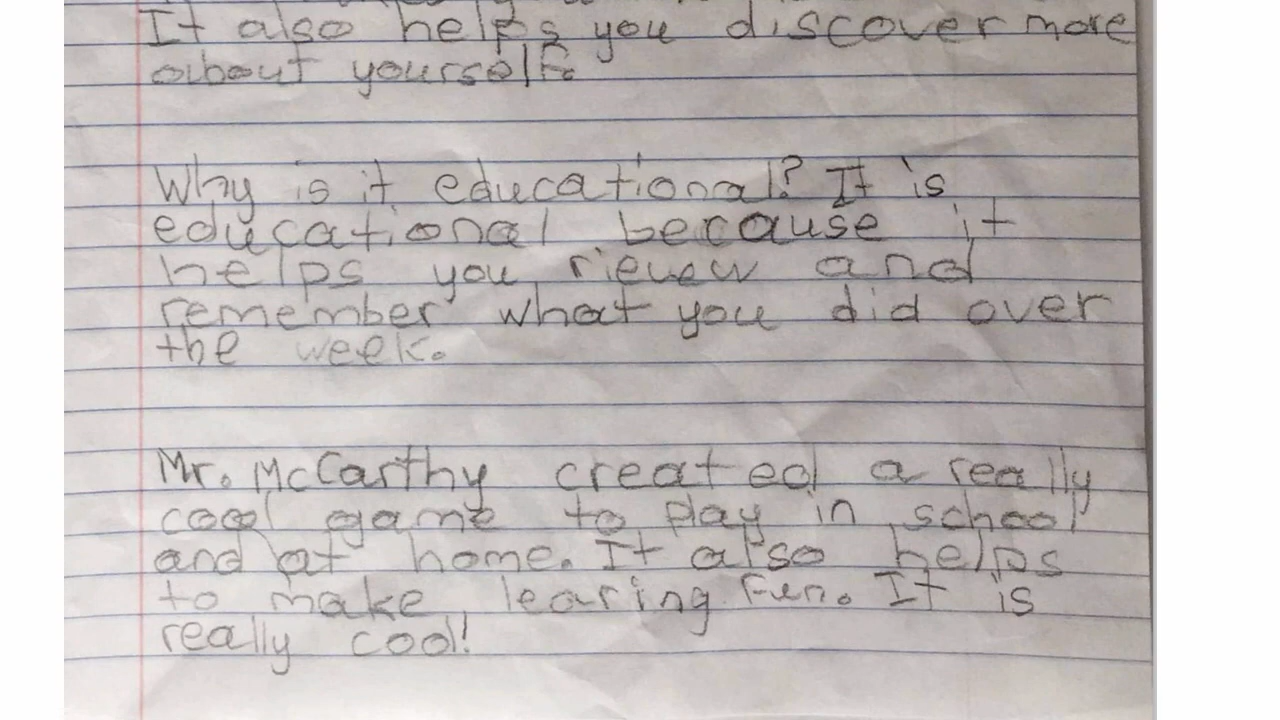 It also helps you discover more
about yourself.
Why is it educational? It is
educational because it
helps you rieuew and
remember what you did over
the week.
Mr. McCarthy created a really
cool game to play in school
and at home. It also helps
to make learing fun. It is
really cool!